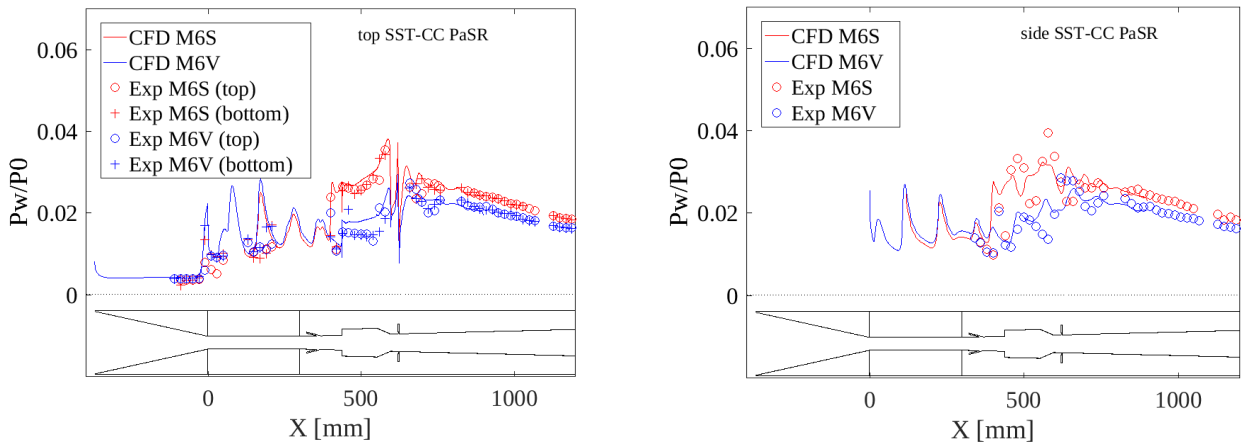 top SST-CC PaSR
CFD M6S
CFD M6V
Exp M6S (top)
Exp M6S (bottom)
Exp M6V (top)
Exp M6V (bottom)
0.06
0.04
0.02
0
Pw/P0
0 500 1000
X [mm]
side SST-CC PaSR
CFD M6S
CFD M6V
Exp M6S
Exp M6V
0.06
0.04
0.02
0
Pw/P0
0 500 1000
X [mm]